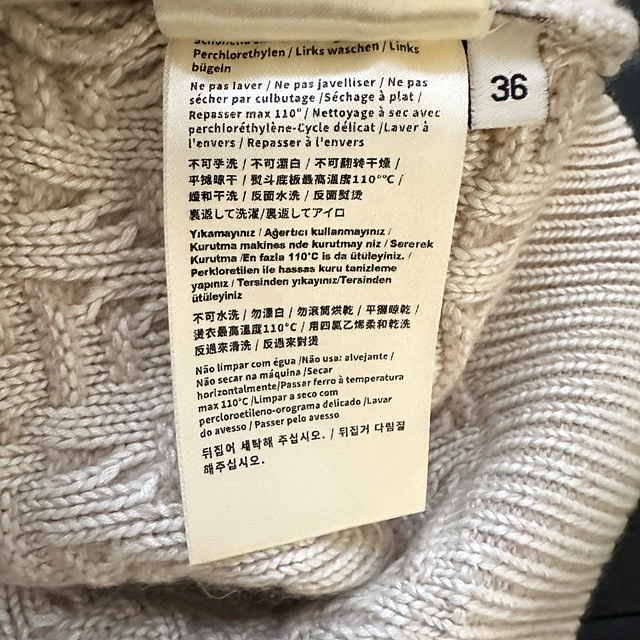 Perchlorethylen / Lirks waschen / Links
bügeln
36
Ne pas laver / Ne pas javelliser / Ne pas
sécher par culbutage /Séchage à plat /
Repasser max 110° / Nettoyage à sec avec
perchloréthylène-Cycle délicat /Laver à
l'envers / Repasser à l'envers
不可乎洗 / 不可漂白 / 不可翻转干燥 /
平摊晾干 / 熨斗底板最高温度110°C /
缓和干洗 / 反面水洗 / 反面熨烫
裏返して洗濯/裏返してアイロ
Yıkamayınız / Ağertıcı kullanmayınız /
Kurutma makines nde kurutmay niz / Sererek
Kurutma /En fazla 110°C is da ütüleyiniz. /
Perkloretilen ile hassas kuru tanizleme
yapınız / Tersinden yıkayınız/Tersinden
ütüleyiniz
不可水洗 / 勿漂白 / 勿滾筒烘乾 / 平攤晾乾 /
燙衣最高溫度110°C / 用四氯乙烯柔和乾洗
反過來清洗 / 反過來對燙
Não limpar com égua /Não usa: alvejante /
Não secar na máquina /Secar
horizontalmente/Passar ferro à temperatura
max 110°C /Limpar a seco com
percloroetileno-orograma delicado /Lavar
do avesso / Passer pelo avesso
뒤집어 세탁해 주십시오. / 뒤집거 다림질
해주십시오.